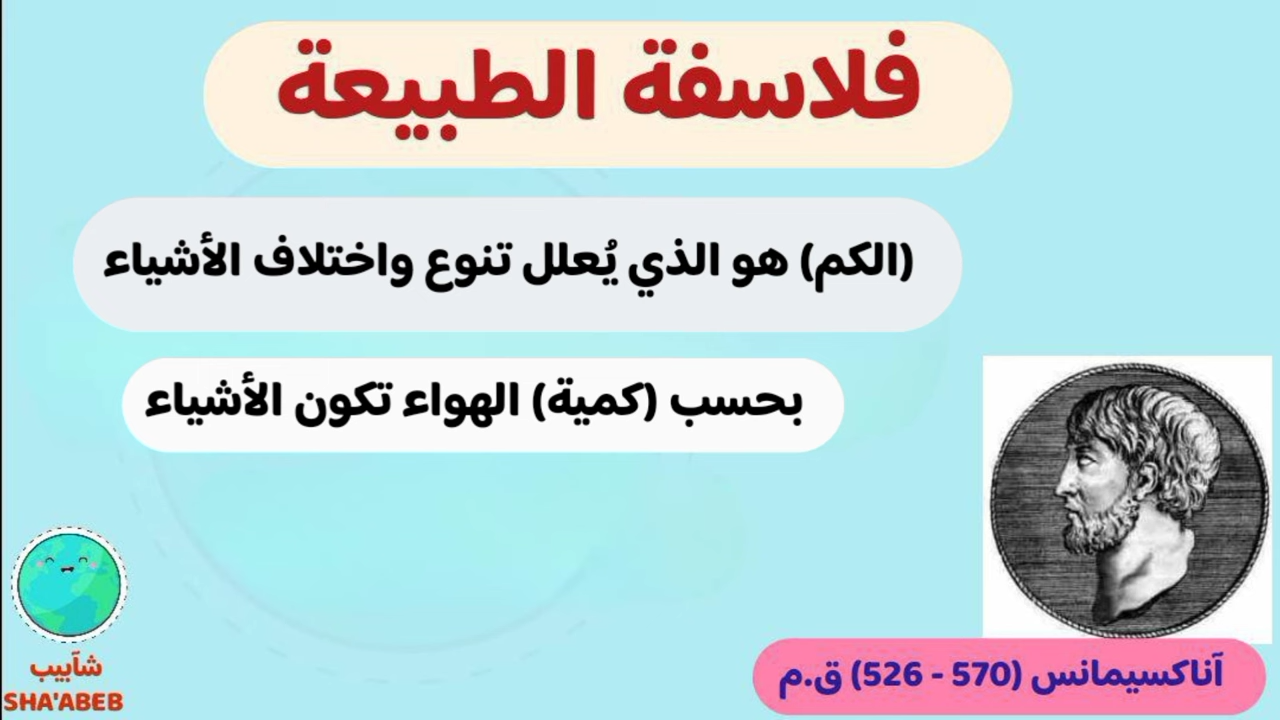 فلاسفة الطبيعة
(الكم) هو الذي يُعلل تنوع واختلاف الأشياء
بحسب (كمية) الهواء تكون الأشياء
آناكسيمانس (570 - 526) ق.م
شآبيب
SHA'ABEB